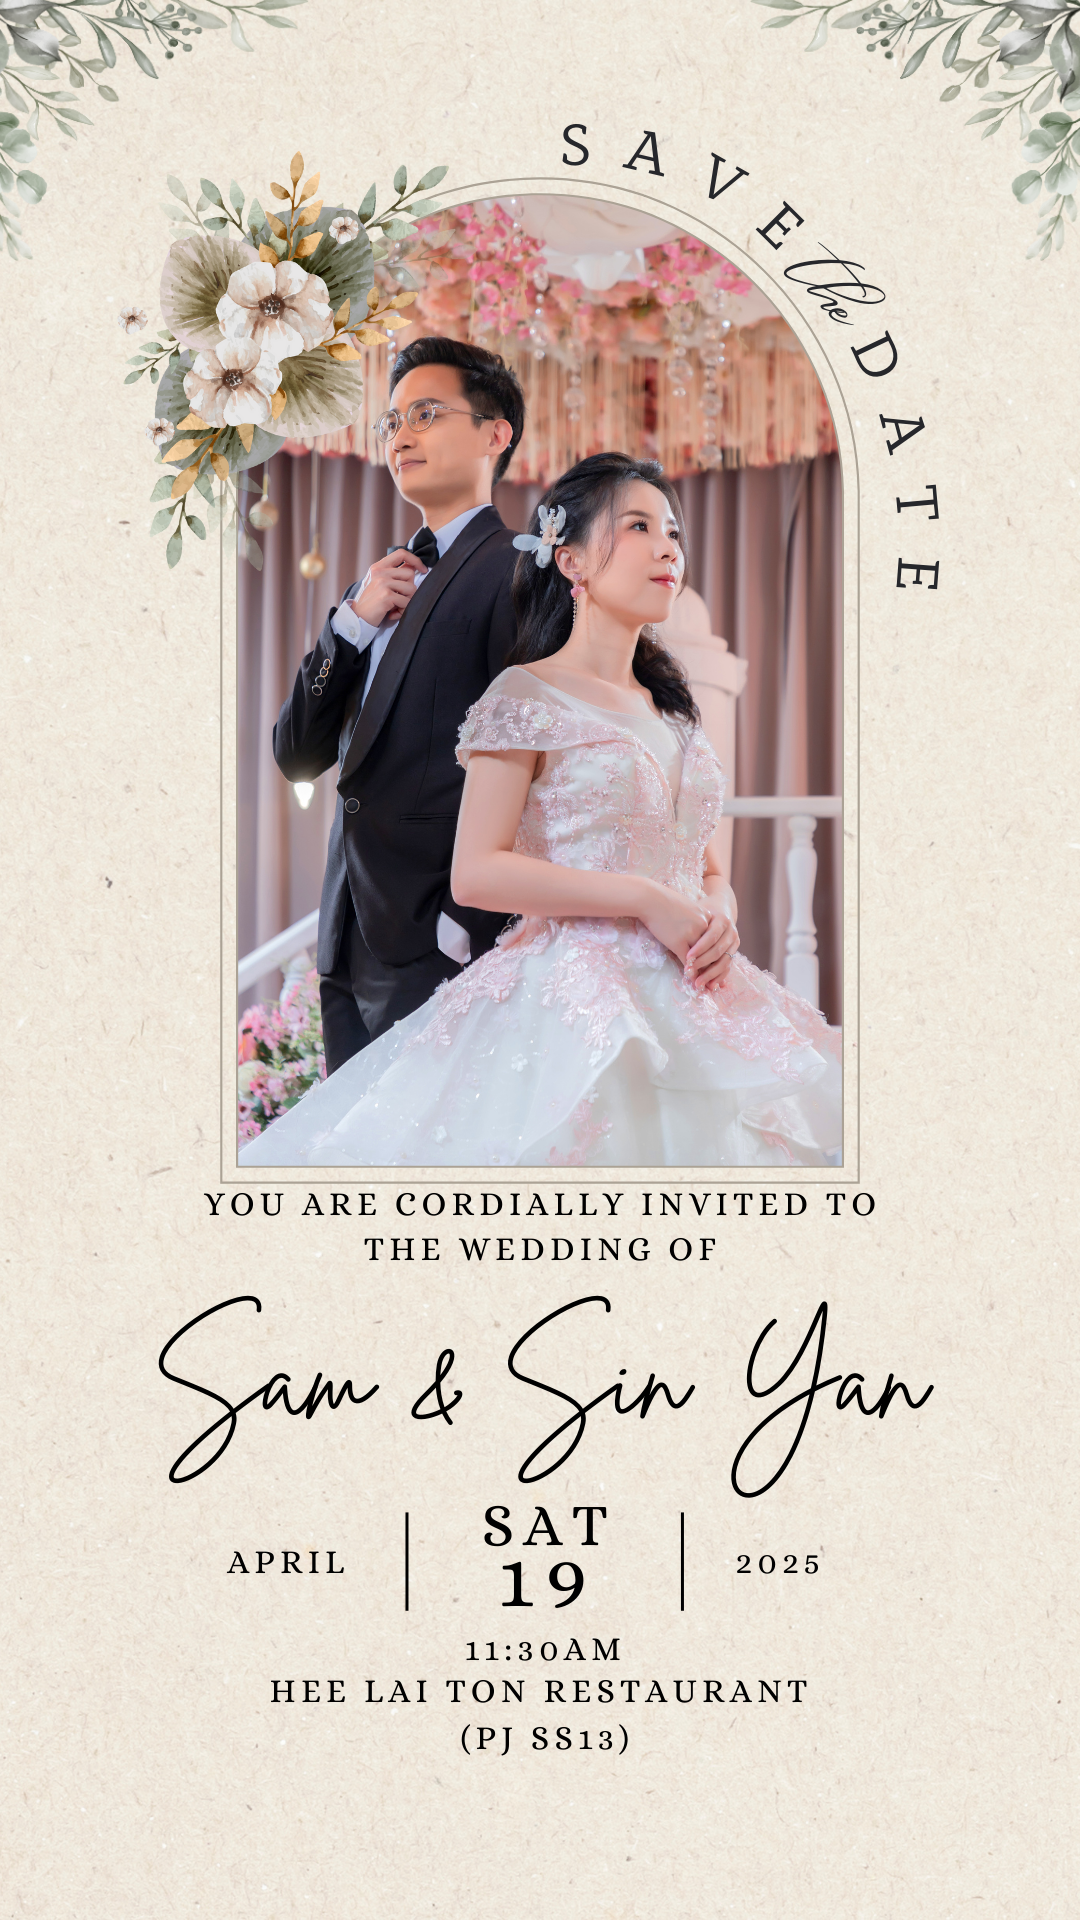 SAVE the DATE
YOU ARE CORDIALLY INVITED TO
THE WEDDING OF
Sam & Sin Yan
APRIL
SAT
19
2025
11:30AM
HEE LAI TON RESTAURANT
(PJ SS13)